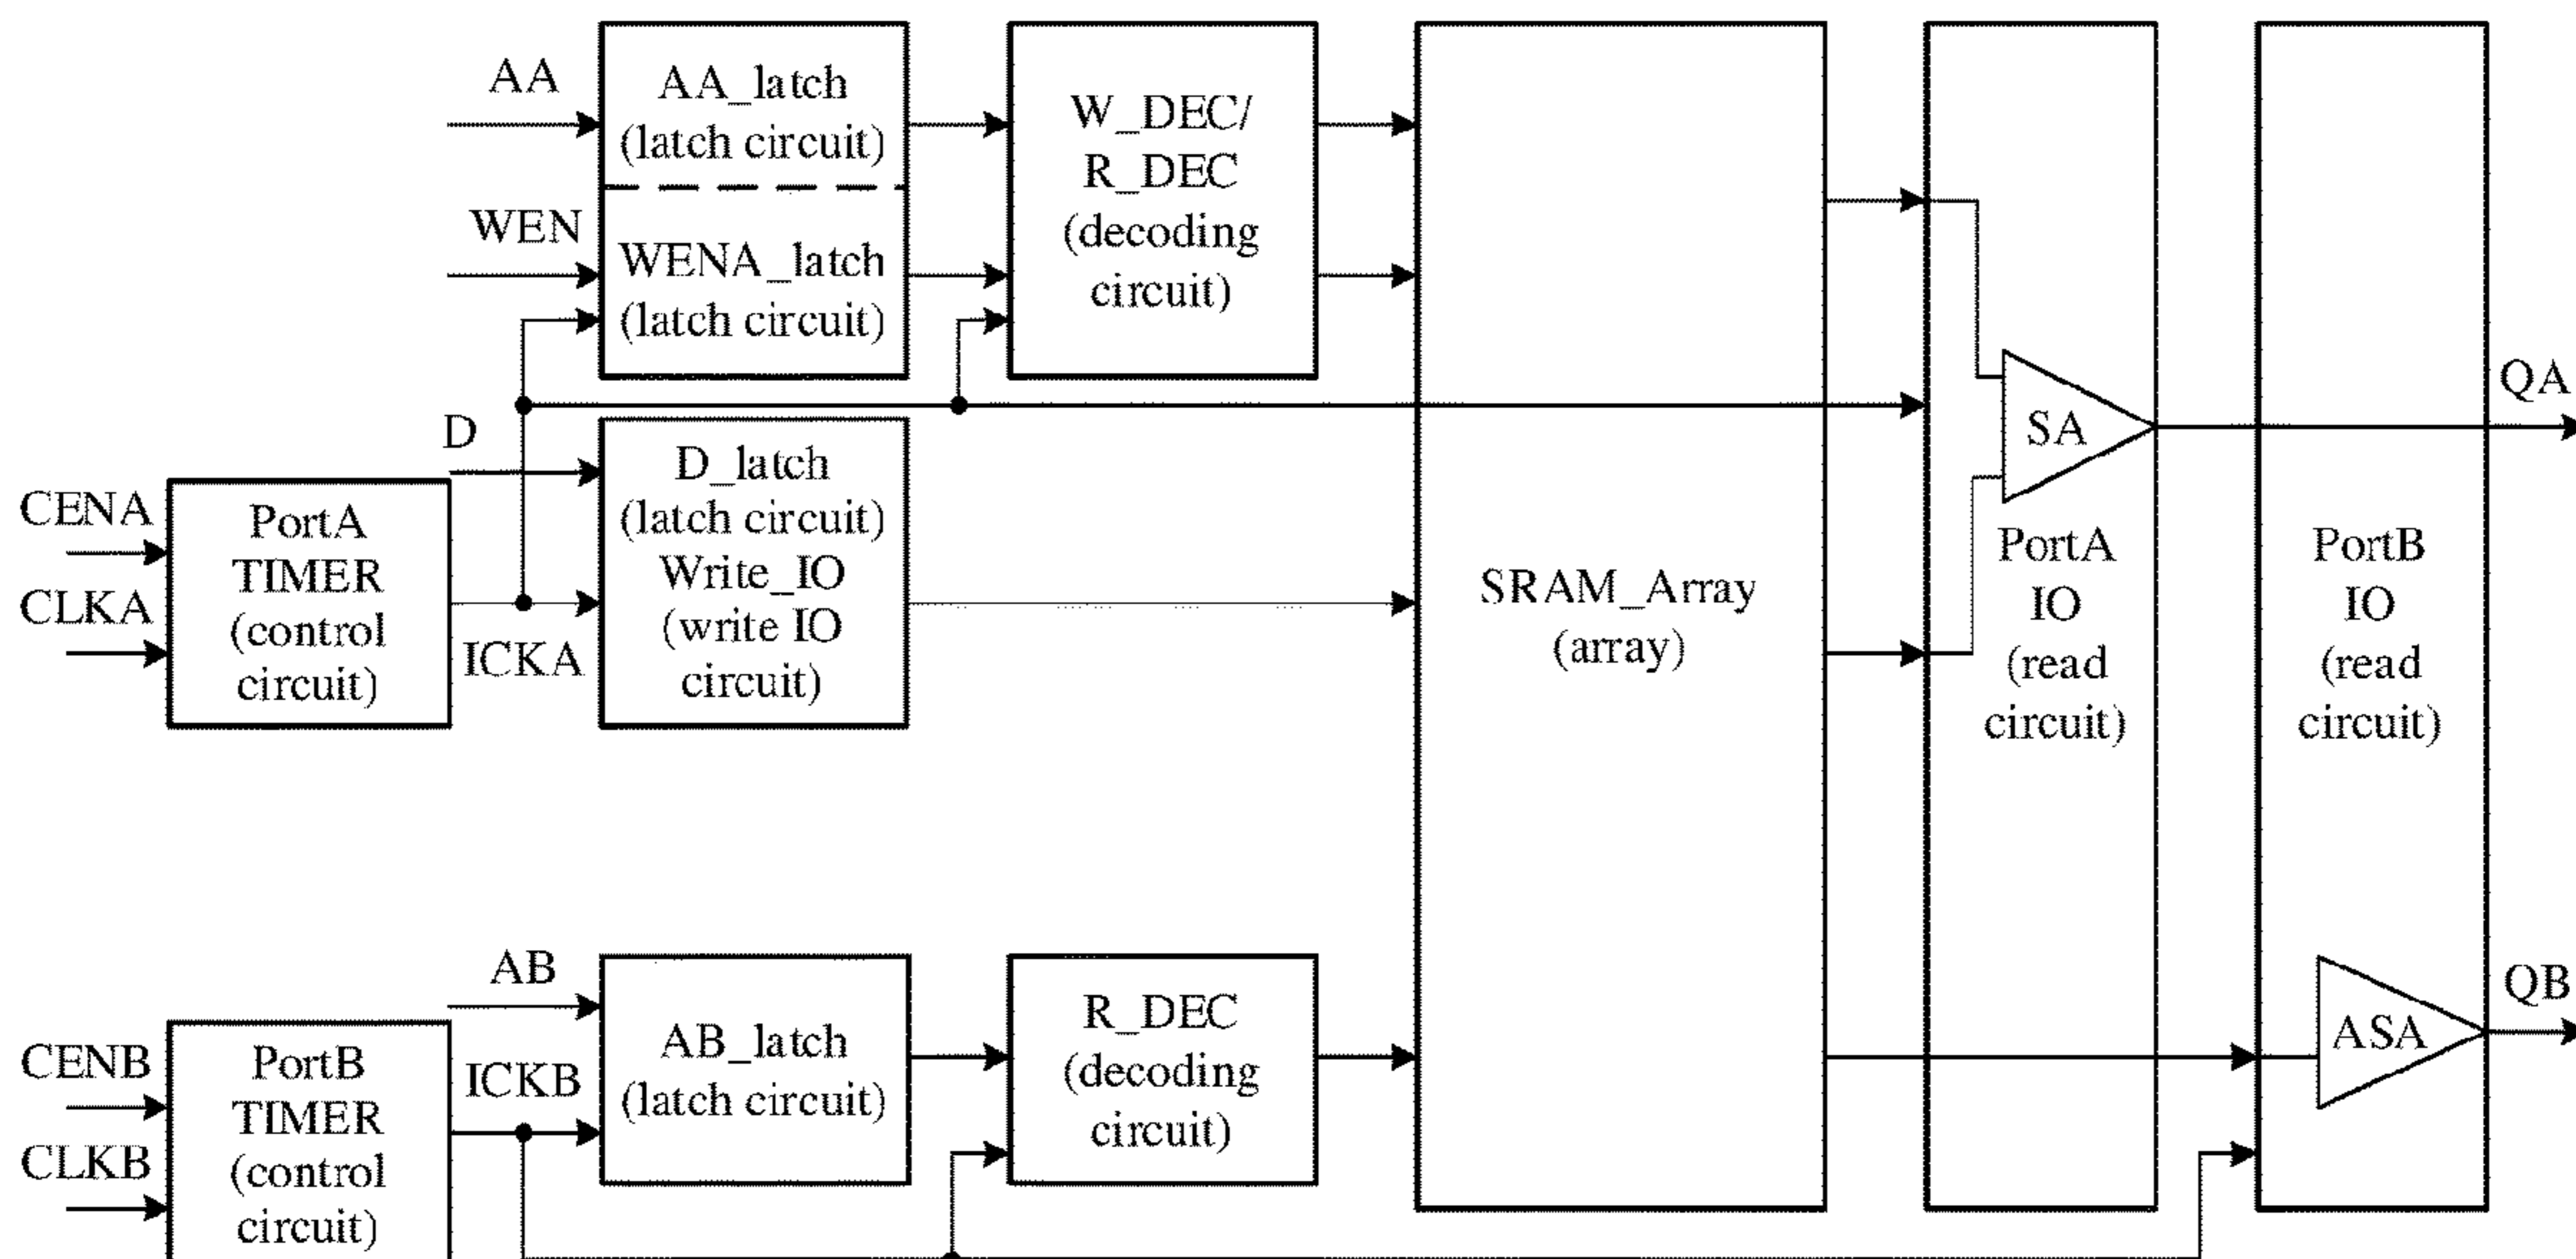 AA
AA_latch
(latch circuit)
WEN
WENA_latch
(latch circuit)
W_DEC/
R_DEC
(decoding
circuit)
D
D_latch
(latch circuit)
Write_IO
(write IO
circuit)
CENA
CLKA
PortA
TIMER
(control
circuit)
ICKA
SRAM_Array
(array)
SA
PortA
IO
(read
circuit)
PortB
IO
(read
circuit)
QA
AB
AB_latch
(latch circuit)
R_DEC
(decoding
circuit)
CENB
CLKB
PortB
TIMER
(control
circuit)
ICKB
ASA
QB